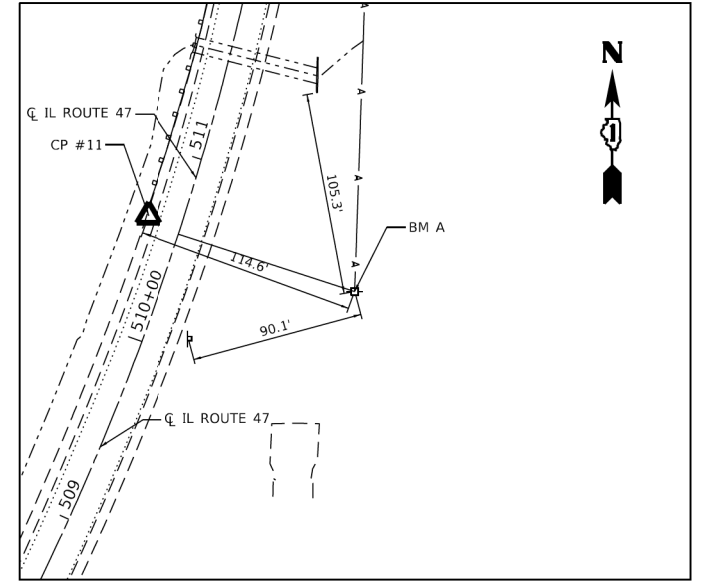 N
1
A
℄ IL ROUTE 47
511
A
CP #11
105.3'
A
BM A
114.6'
A
510+00
90.1'
℄ IL ROUTE 47
509